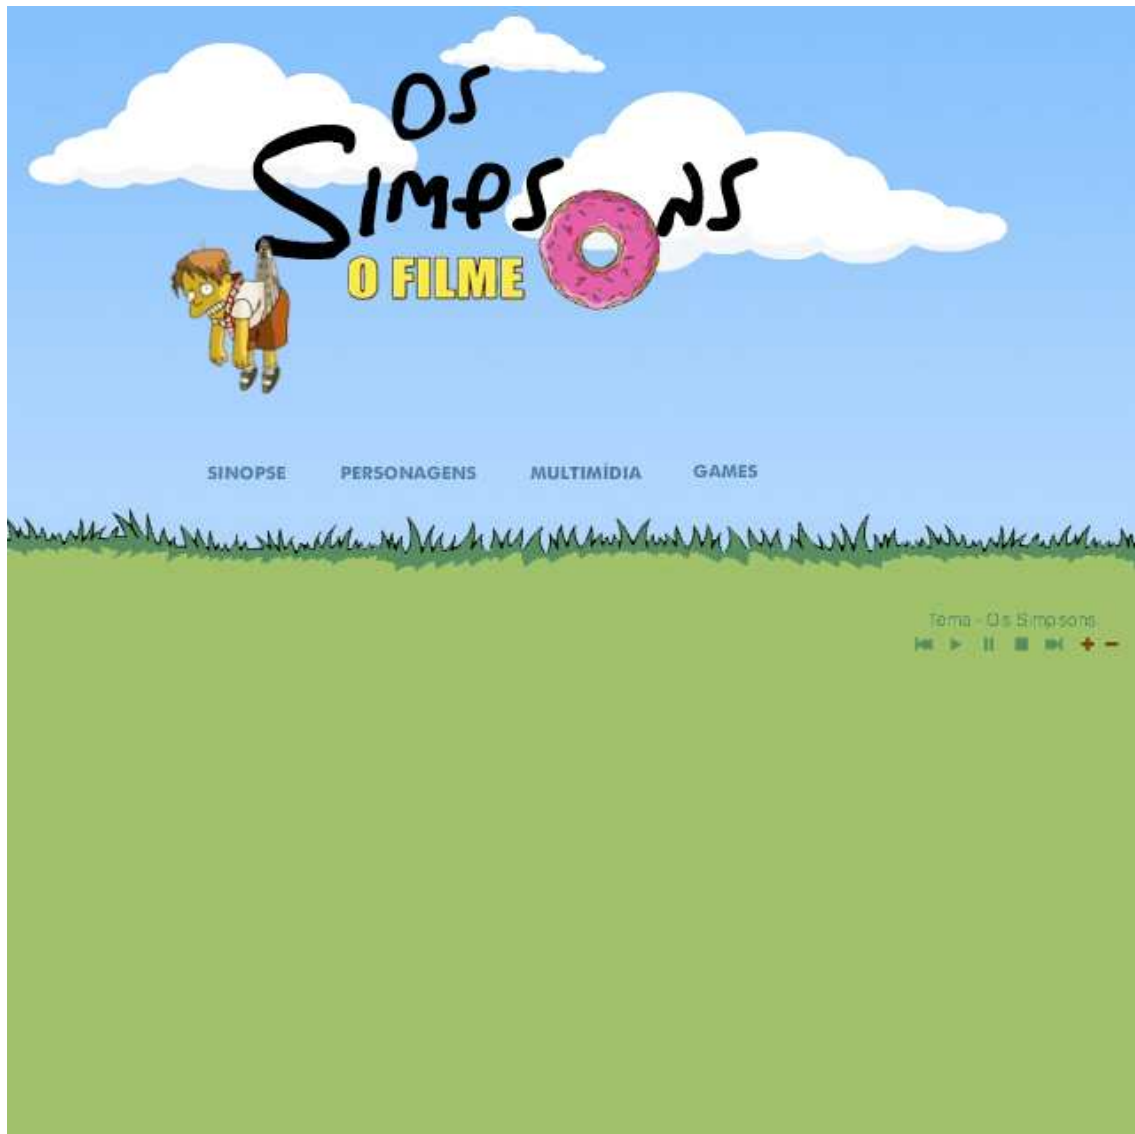 OS
SIMPSONS
O FILME
SINOPSE PERSONAGENS MULTIMÍDIA GAMES
Tema - Os Simpsons